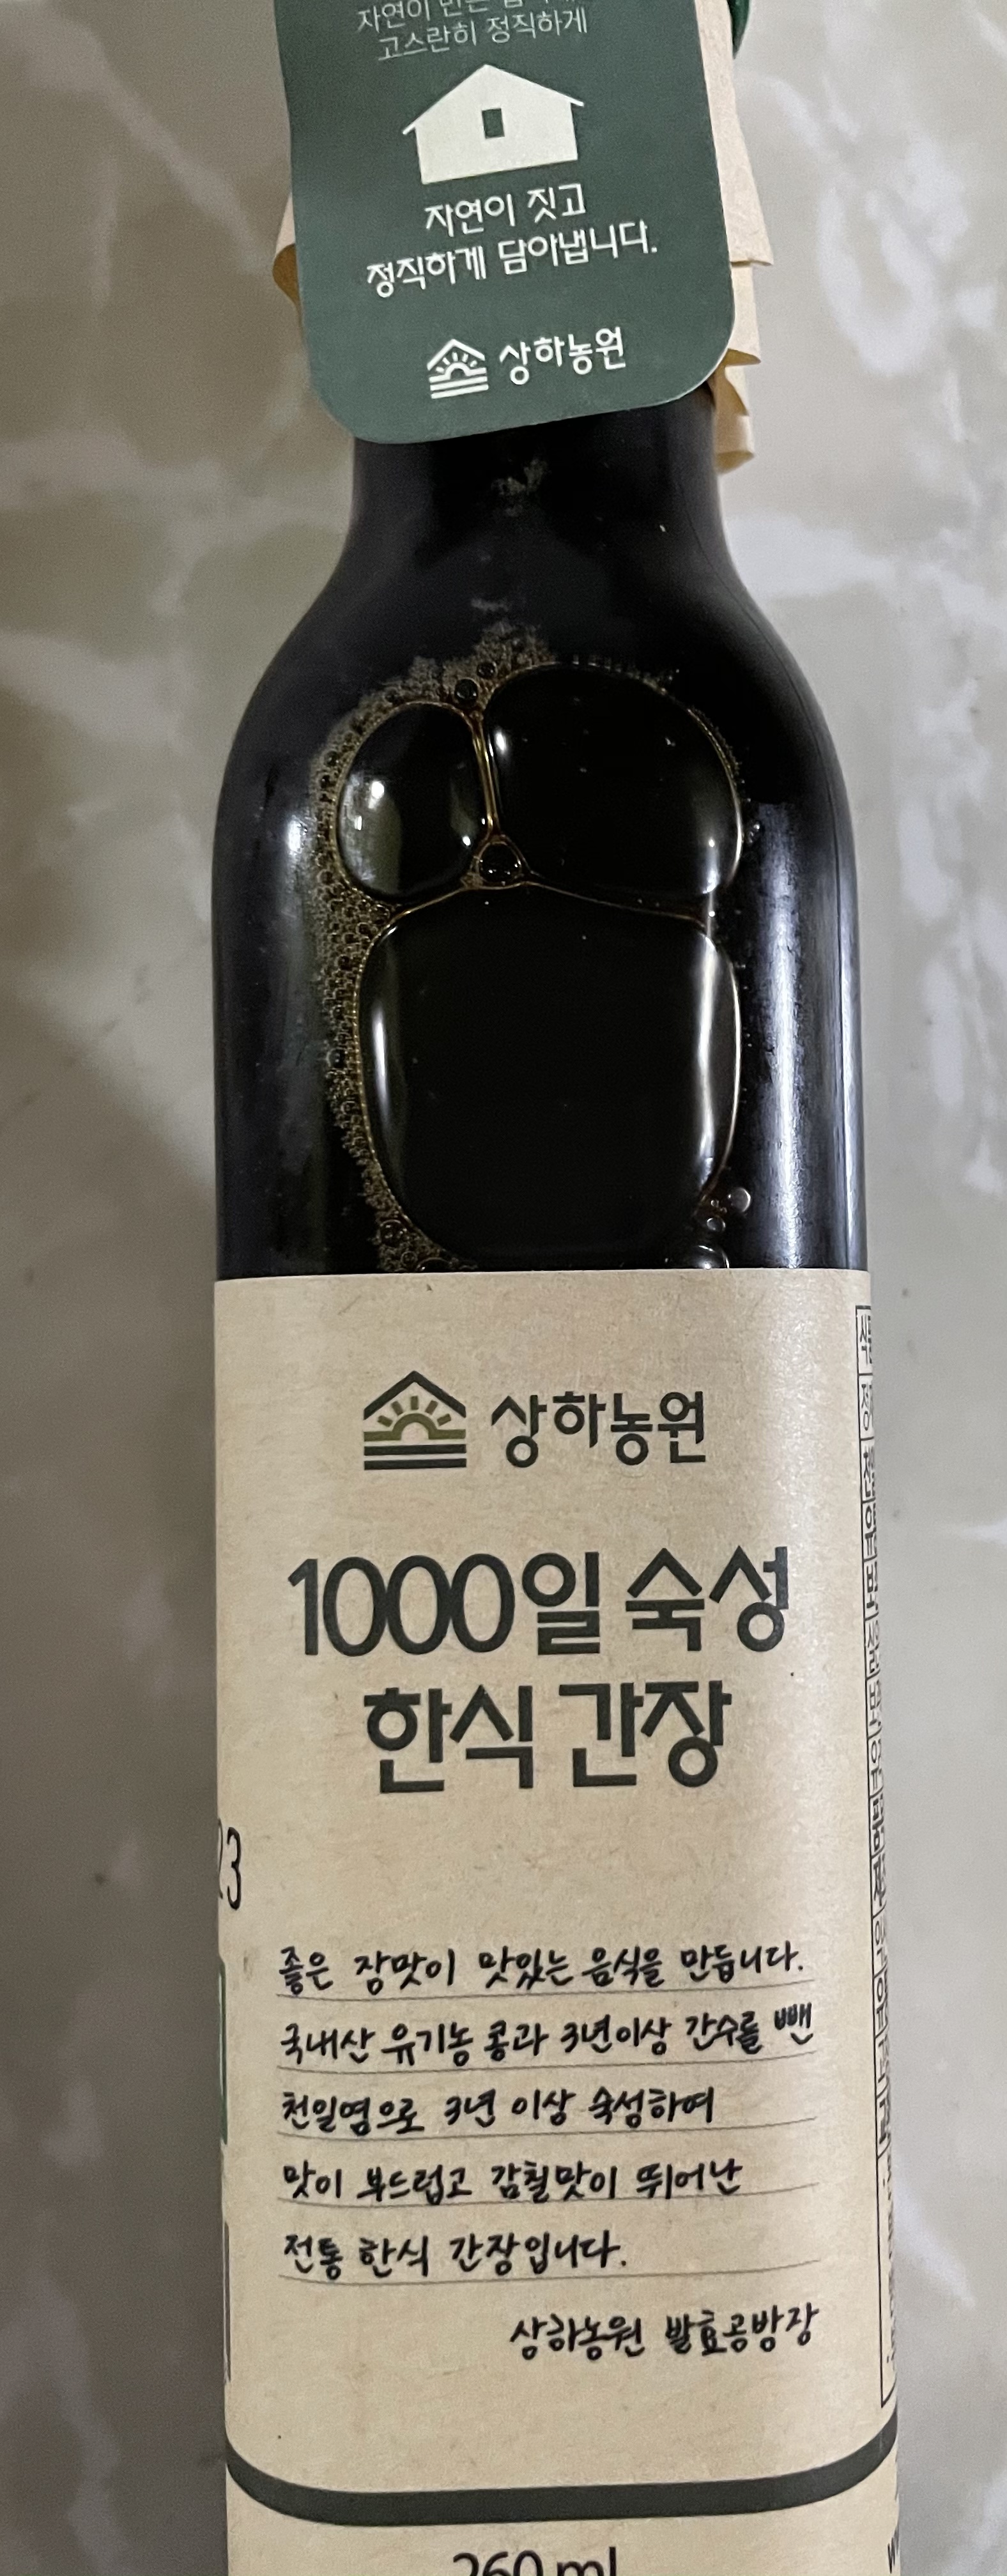 자연이
고스란히 정직하게
자연이 짓고
정직하게 담아냅니다.
상하농원
상하농원
1000일 숙성
한식 간장
23
좋은 장맛이 맛있는 음식을 만듭니다.
국내산 유기농 콩과 3년이상 간수를 뺀
천일염으로 3년 이상 숙성하여
맛이 부드럽고 감칠맛이 뛰어난
전통 한식 간장입니다.
상하농원 발효공방장
260 ml